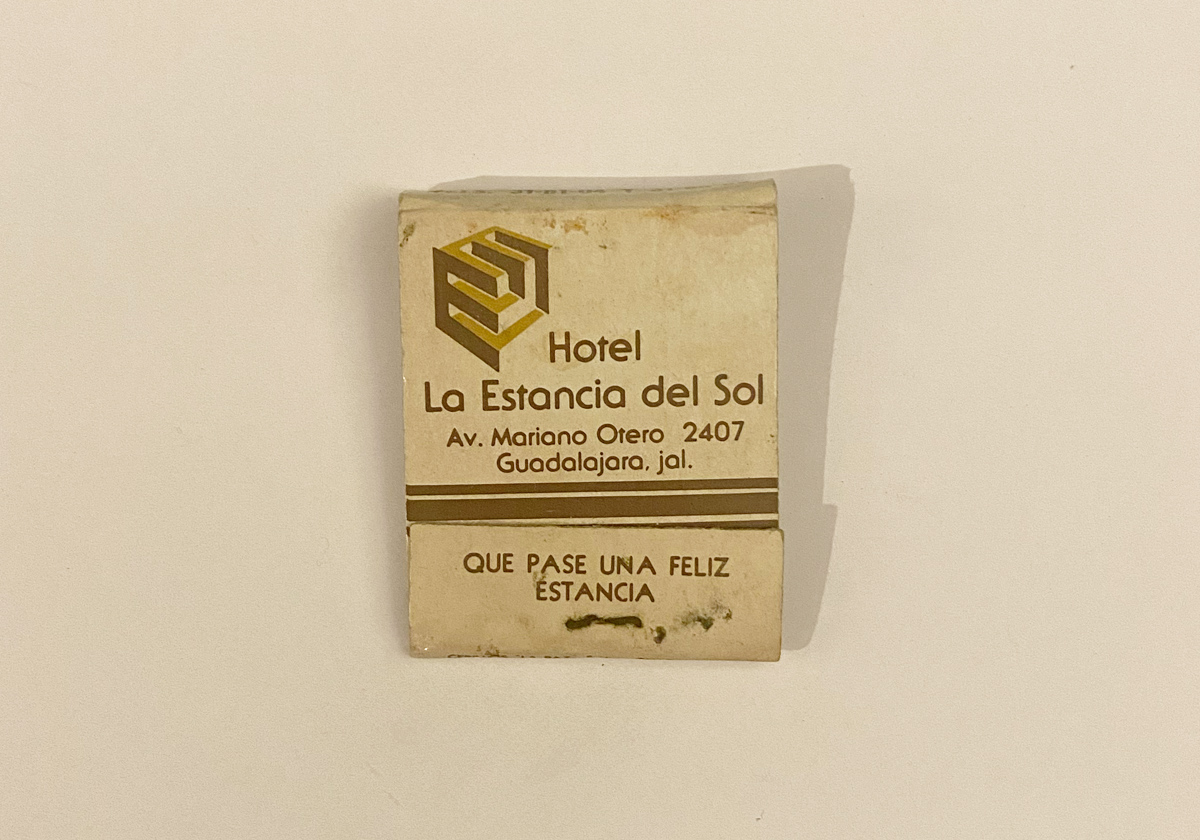 Hotel
La Estancia del Sol
Av. Mariano Otero 2407
Guadalajara, jal.
QUE PASE UNA FELIZ
ESTANCIA